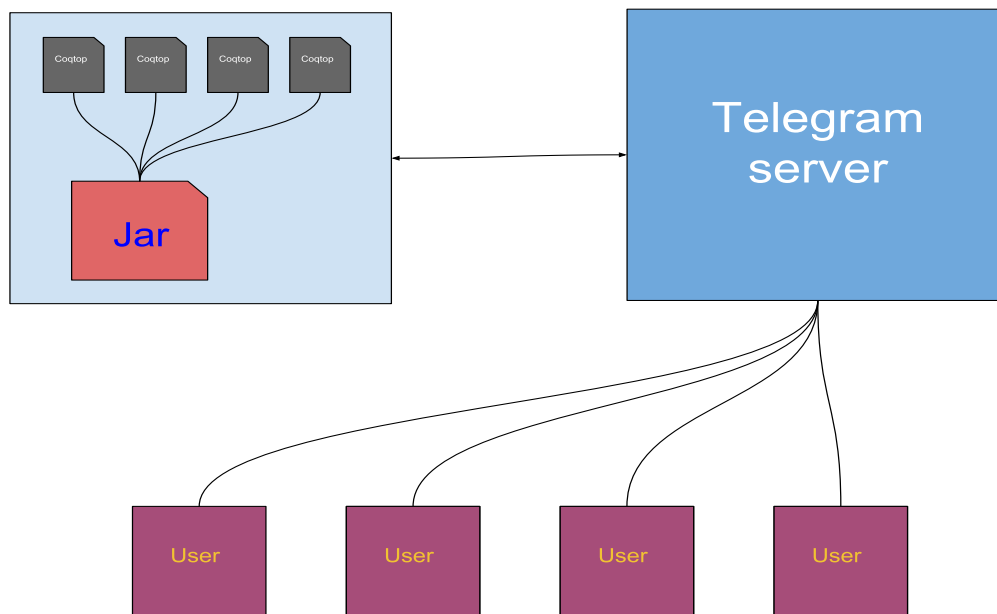 Coqtop
Coqtop
Coqtop
Coqtop
Jar
Telegram
server
User
User
User
User